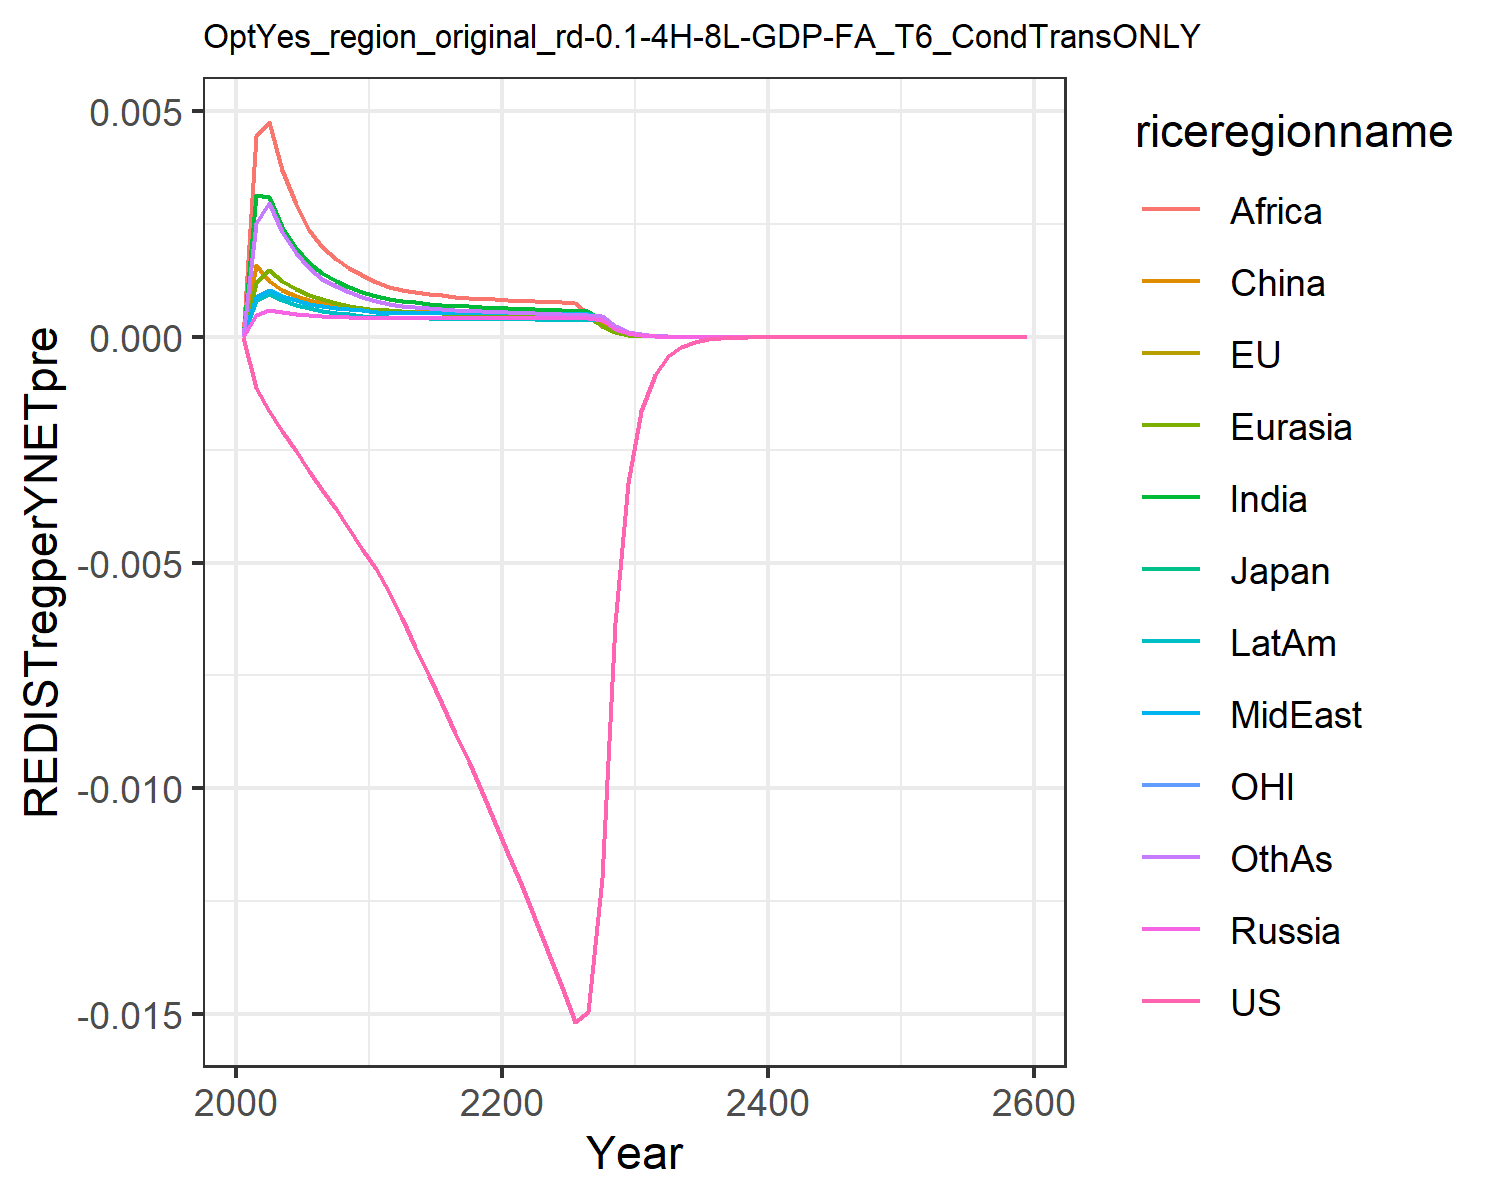 OptYes_region_original_rd-0.1-4H-8L-GDP-FA_T6_CondTransONLY
REDISTregperYNETpre
0.005
0.000
-0.005
-0.010
-0.015
2000
2200
2400
2600
Year
riceregionname
Africa
China
EU
Eurasia
India
Japan
LatAm
MidEast
OHI
OthAs
Russia
US